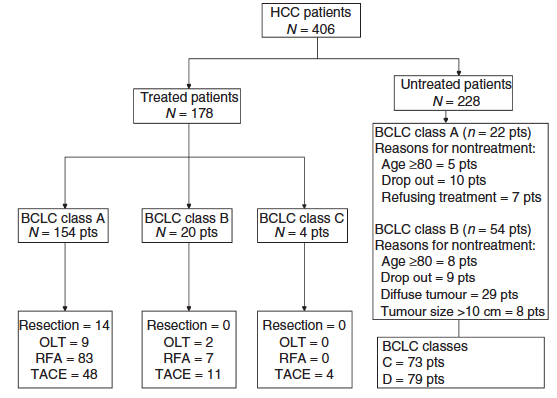 HCC patients
N = 406
Treated patients
N = 178
Untreated patients
N = 228
BCLC class A
N = 154 pts
BCLC class B
N = 20 pts
BCLC class C
N = 4 pts
Resection = 14
OLT = 9
RFA = 83
TACE = 48
Resection = 0
OLT = 2
RFA = 7
TACE = 11
Resection = 0
OLT = 0
RFA = 0
TACE = 4
BCLC class A (n = 22 pts)
Reasons for nontreatment:
Age ≥80 = 5 pts
Drop out = 10 pts
Refusing treatment = 7 pts
BCLC class B (n = 54 pts)
Reasons for nontreatment:
Age ≥80 = 8 pts
Drop out = 9 pts
Diffuse tumour = 29 pts
Tumour size >10 cm = 8 pts
BCLC classes
C = 73 pts
D = 79 pts